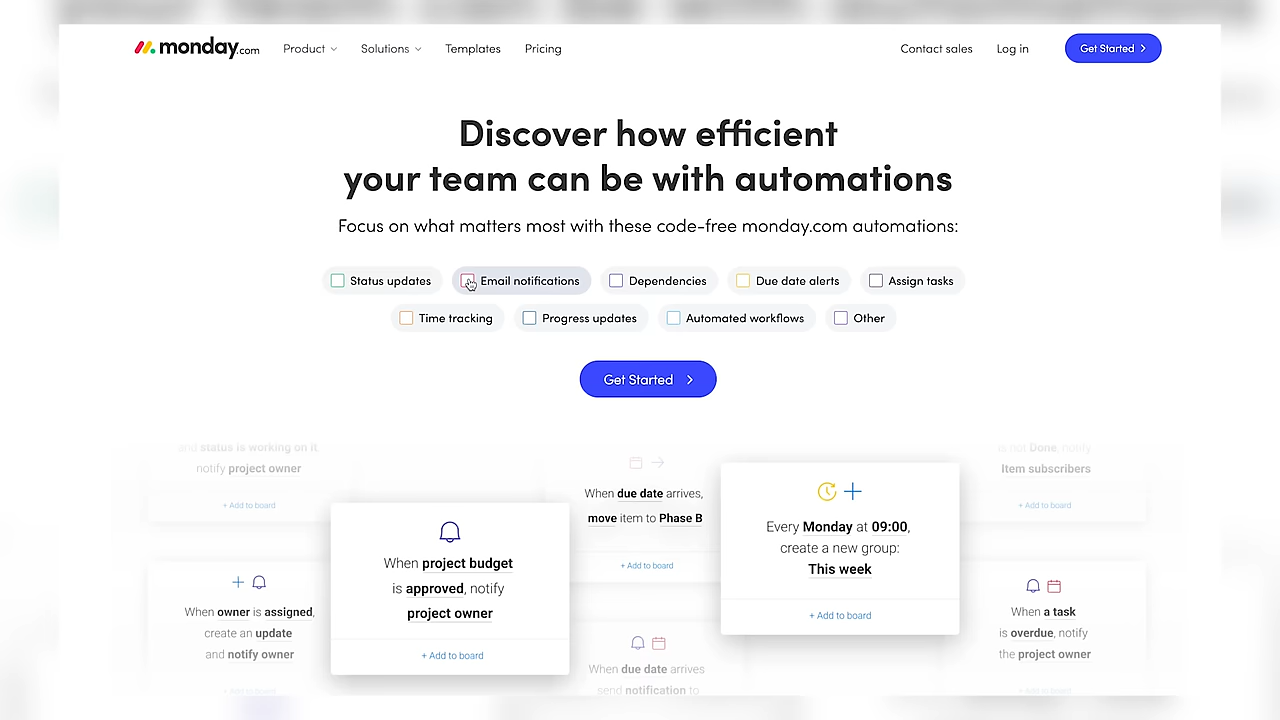 monday.com
Product
Solutions
Templates
Pricing
Contact sales
Log in
Get Started
Discover how efficient
your team can be with automations
Focus on what matters most with these code-free monday.com automations:
Status updates
Email notifications
Dependencies
Due date alerts
Assign tasks
Time tracking
Progress updates
Automated workflows
Other
Get Started
and status is working on it
notify project owner
+ Add to board
When owner is assigned,
create an update
and notify owner
+ Add to board
When project budget
is approved, notify
project owner
+ Add to board
When due date arrives,
move item to Phase B
+ Add to board
When due date arrives
send notification to
Every Monday at 09:00,
create a new group:
This week
+ Add to board
is not Done, notify
Item subscribers
+ Add to board
When a task
is overdue, notify
the project owner
+ Add to board